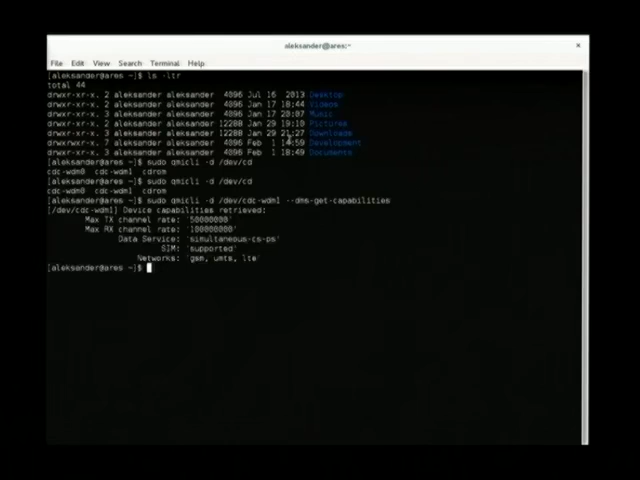 aleksander@ares:~
×
File Edit View Search Terminal Help
[aleksander@ares ~]$ ls -ltr
total 44
drwxr-xr-x. 2 aleksander aleksander 4096 Jul 16 2013 Desktop
drwxr-xr-x. 2 aleksander aleksander 4096 Jan 17 18:44 Videos
drwxr-xr-x. 3 aleksander aleksander 4096 Jan 17 20:07 Music
drwxr-xr-x. 2 aleksander aleksander 12288 Jan 29 19:10 Pictures
drwxr-xr-x. 3 aleksander aleksander 12288 Jan 29 21:27 Downloads
drwxr-xr-x. 7 aleksander aleksander 4096 Feb 1 14:59 Development
drwxr-xr-x. 3 aleksander aleksander 4096 Feb 1 18:49 Documents
[aleksander@ares ~]$ sudo qmicli -d /dev/cd
cdc-wdm0 cdc-wdm1 cdrom
[aleksander@ares ~]$ sudo qmicli -d /dev/cd
cdc-wdm0 cdc-wdm1 cdrom
[aleksander@ares ~]$ sudo qmicli -d /dev/cdc-wdm1 --dms-get-capabilities
[/dev/cdc-wdm1] Device capabilities retrieved:
Max TX channel rate: '50000000'
Max RX channel rate: '100000000'
Data Service: 'simultaneous-cs-ps'
SIM: 'supported'
Networks: 'gsm, umts, lte'
[aleksander@ares ~]$